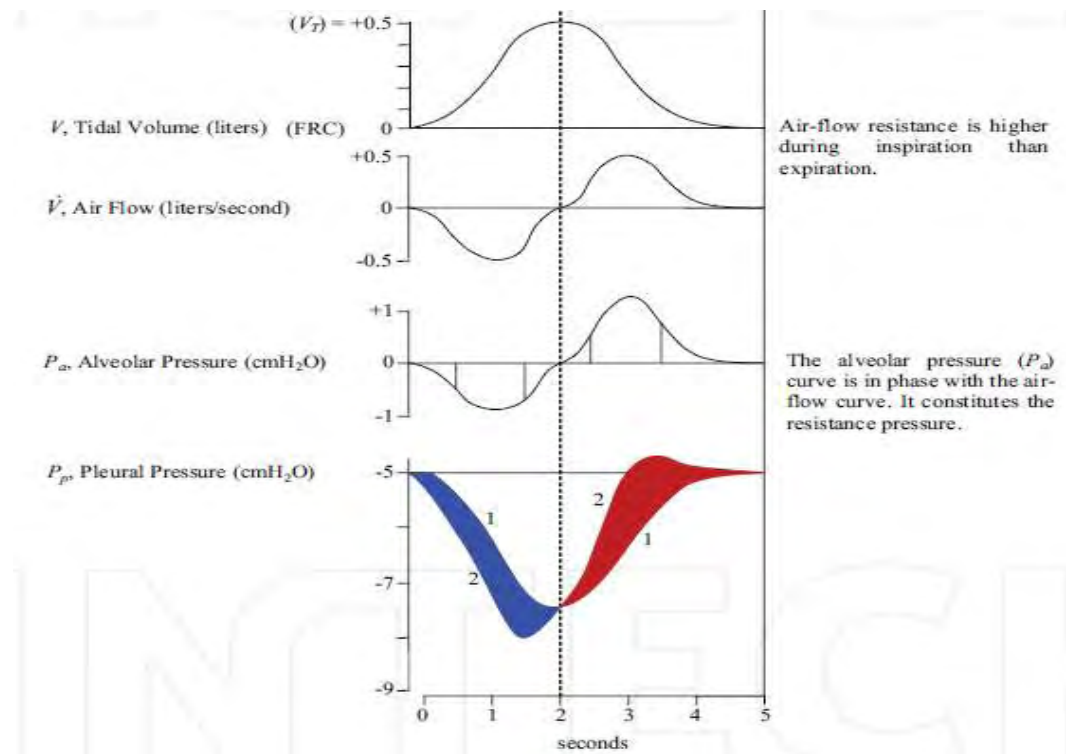 (V_T) = +0.5
V, Tidal Volume (liters) (FRC) 0
Air-flow resistance is higher
during inspiration than
expiration.
+0.5
V̇, Air Flow (liters/second) 0
-0.5
+1
P_a, Alveolar Pressure (cmH₂O) 0
-1
The alveolar pressure (P_a)
curve is in phase with the air-
flow curve. It constitutes the
resistance pressure.
P_p, Pleural Pressure (cmH₂O) -5
2
1
1
2
-7
-9
0 1 2 3 4 5
seconds
INTECH